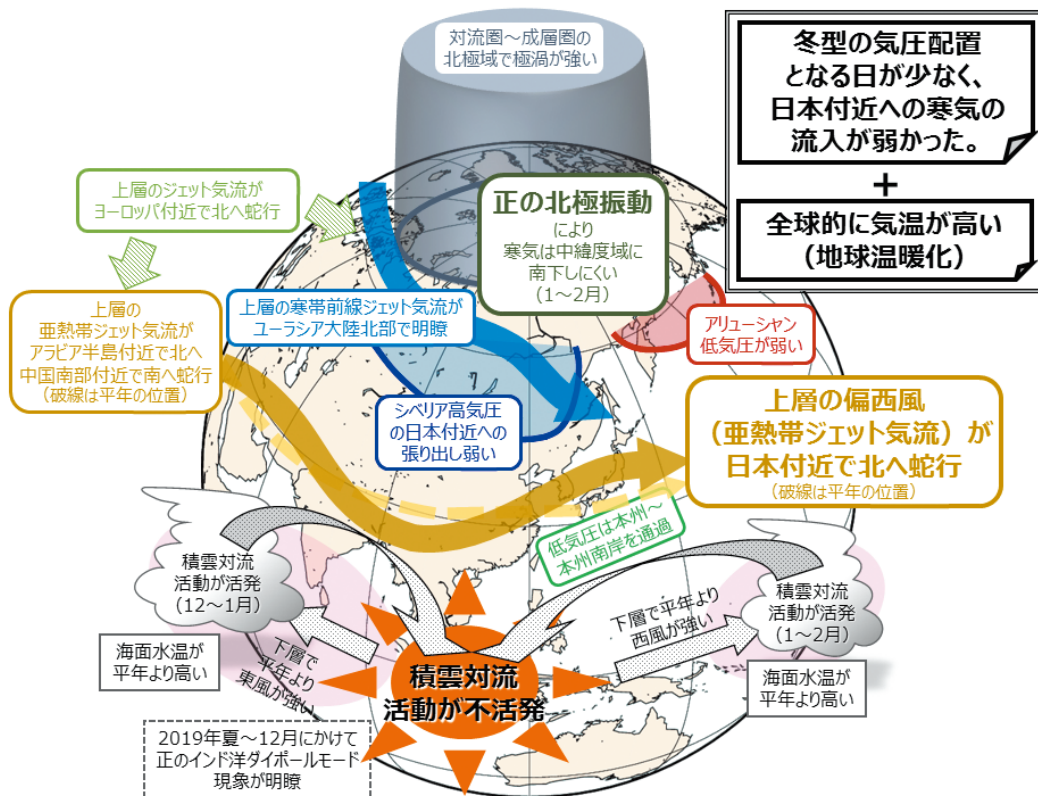 対流圏～成層圏の
北極域で極渦が強い
冬型の気圧配置
となる日が少なく、
日本付近への寒気の
流入が弱かった。
＋
全球的に気温が高い
（地球温暖化）
上層のジェット気流が
ヨーロッパ付近で北へ蛇行
正の北極振動
により
寒気は中緯度域に
南下しにくい
（1～2月）
上層の
亜熱帯ジェット気流が
アラビア半島付近で北へ
中国南部付近で南へ蛇行
（破線は平年の位置）
上層の寒帯前線ジェット気流が
ユーラシア大陸北部で明瞭
アリューシャン
低気圧が弱い
シベリア高気圧
の日本付近への
張り出し弱い
上層の偏西風
（亜熱帯ジェット気流）が
日本付近で北へ蛇行
（破線は平年の位置）
低気圧は本州～
本州南岸を通過
積雲対流
活動が活発
（12～1月）
海面水温が
平年より高い
下層で
平年より
東風が強い
積雲対流
活動が不活発
下層で平年より
西風が強い
積雲対流
活動が活発
（1～2月）
海面水温が
平年より高い
2019年夏～12月にかけて
正のインド洋ダイポールモード
現象が明瞭